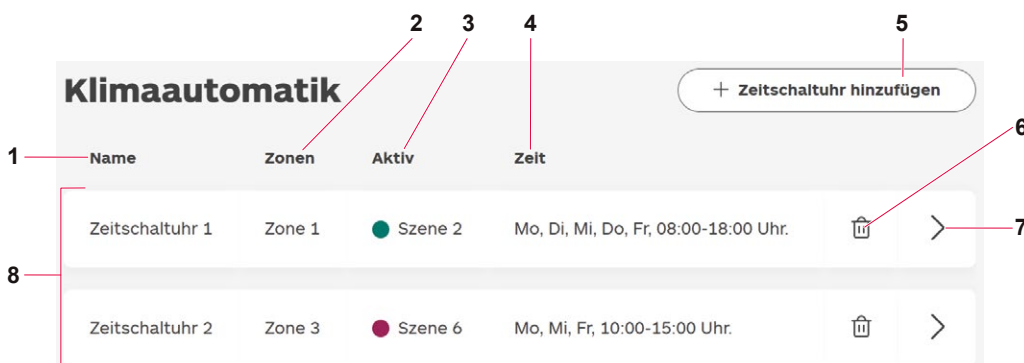 2 3 4 5
Klimaautomatik
+ Zeitschaltuhr hinzufügen
6
1 Name Zonen Aktiv Zeit
Zeitschaltuhr 1 Zone 1 Szene 2 Mo, Di, Mi, Do, Fr, 08:00-18:00 Uhr.
7
8
Zeitschaltuhr 2 Zone 3 Szene 6 Mo, Mi, Fr, 10:00-15:00 Uhr.